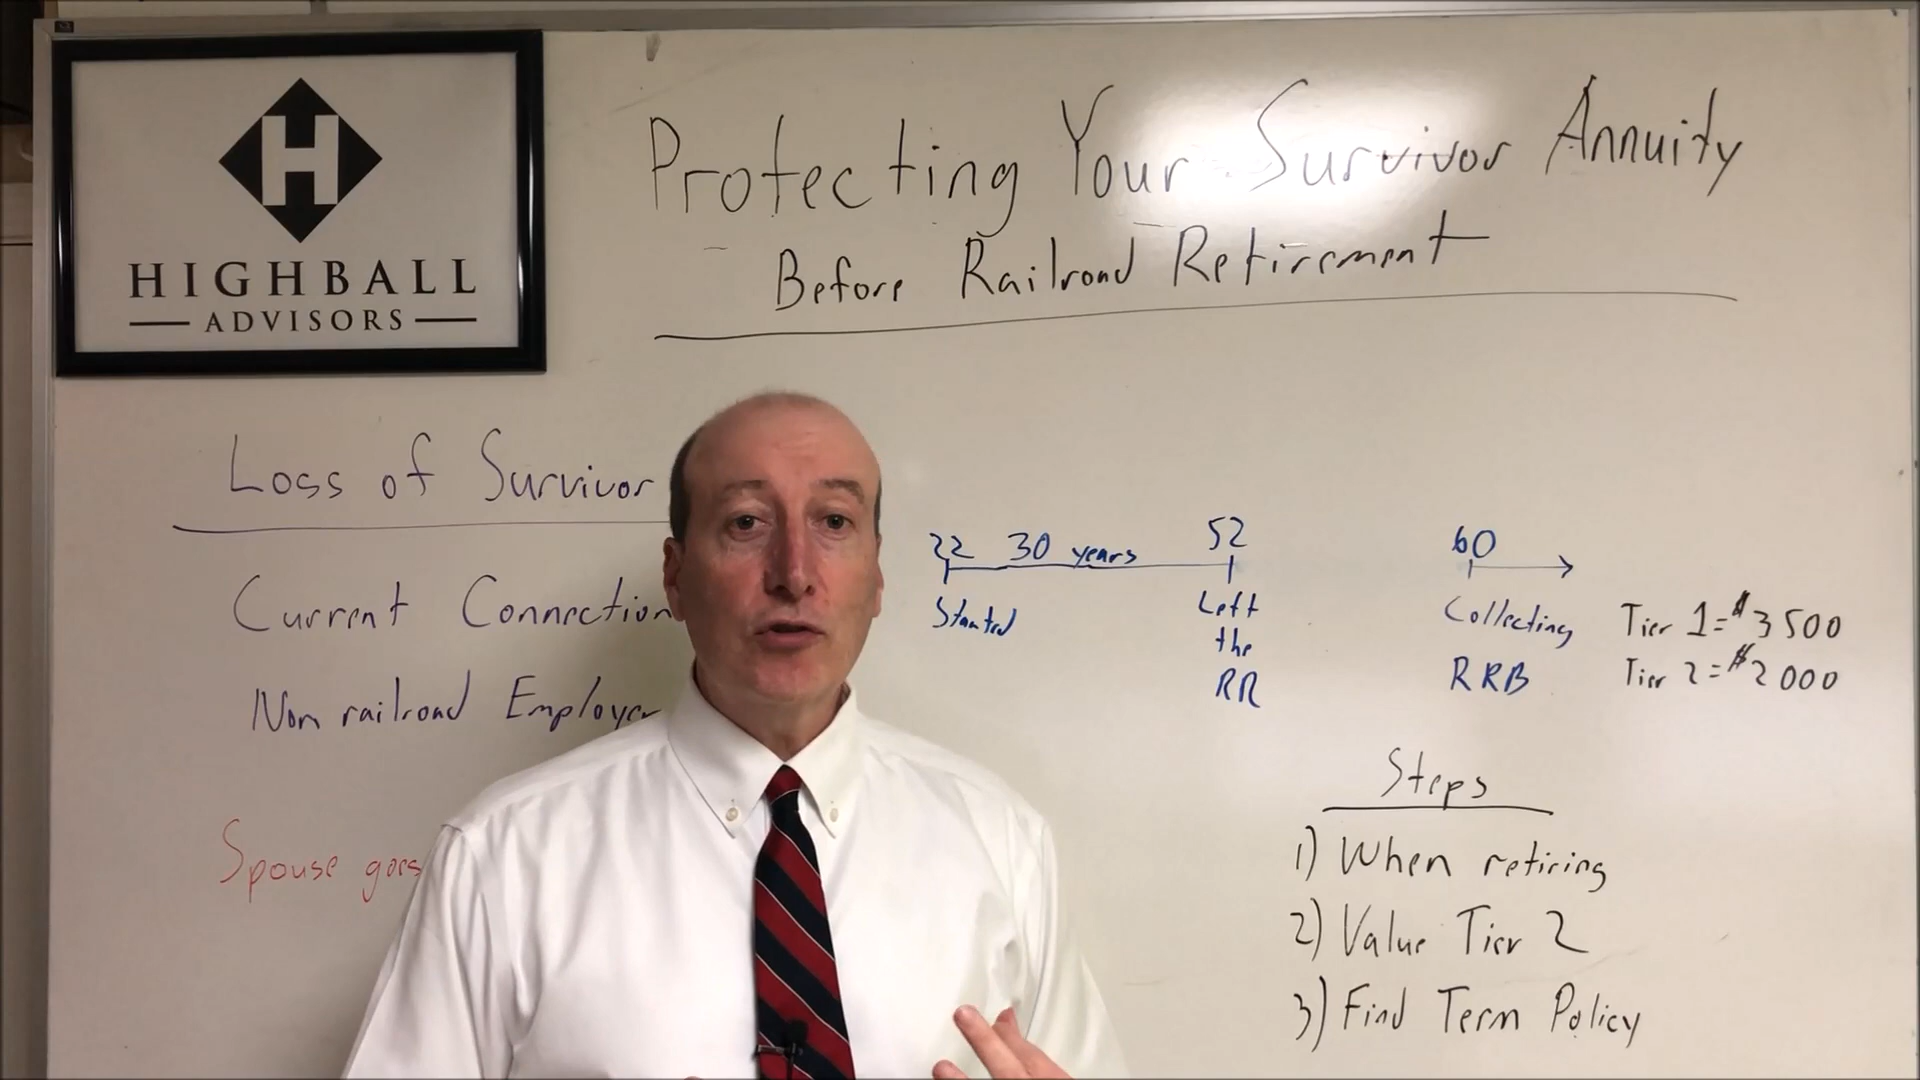 H
HIGHBALL
ADVISORS
Protecting Your Survivor Annuity
Before Railroad Retirement
Loss of Survivor
Current Connection
Non railroad Employer
Spouse goes
22 30 years 52
Started
Left
the
RR
60
Collecting
RRB
Tier 1 = $3500
Tier 2 = $2000
Steps
1) When retiring
2) Value Tier 2
3) Find Term Policy